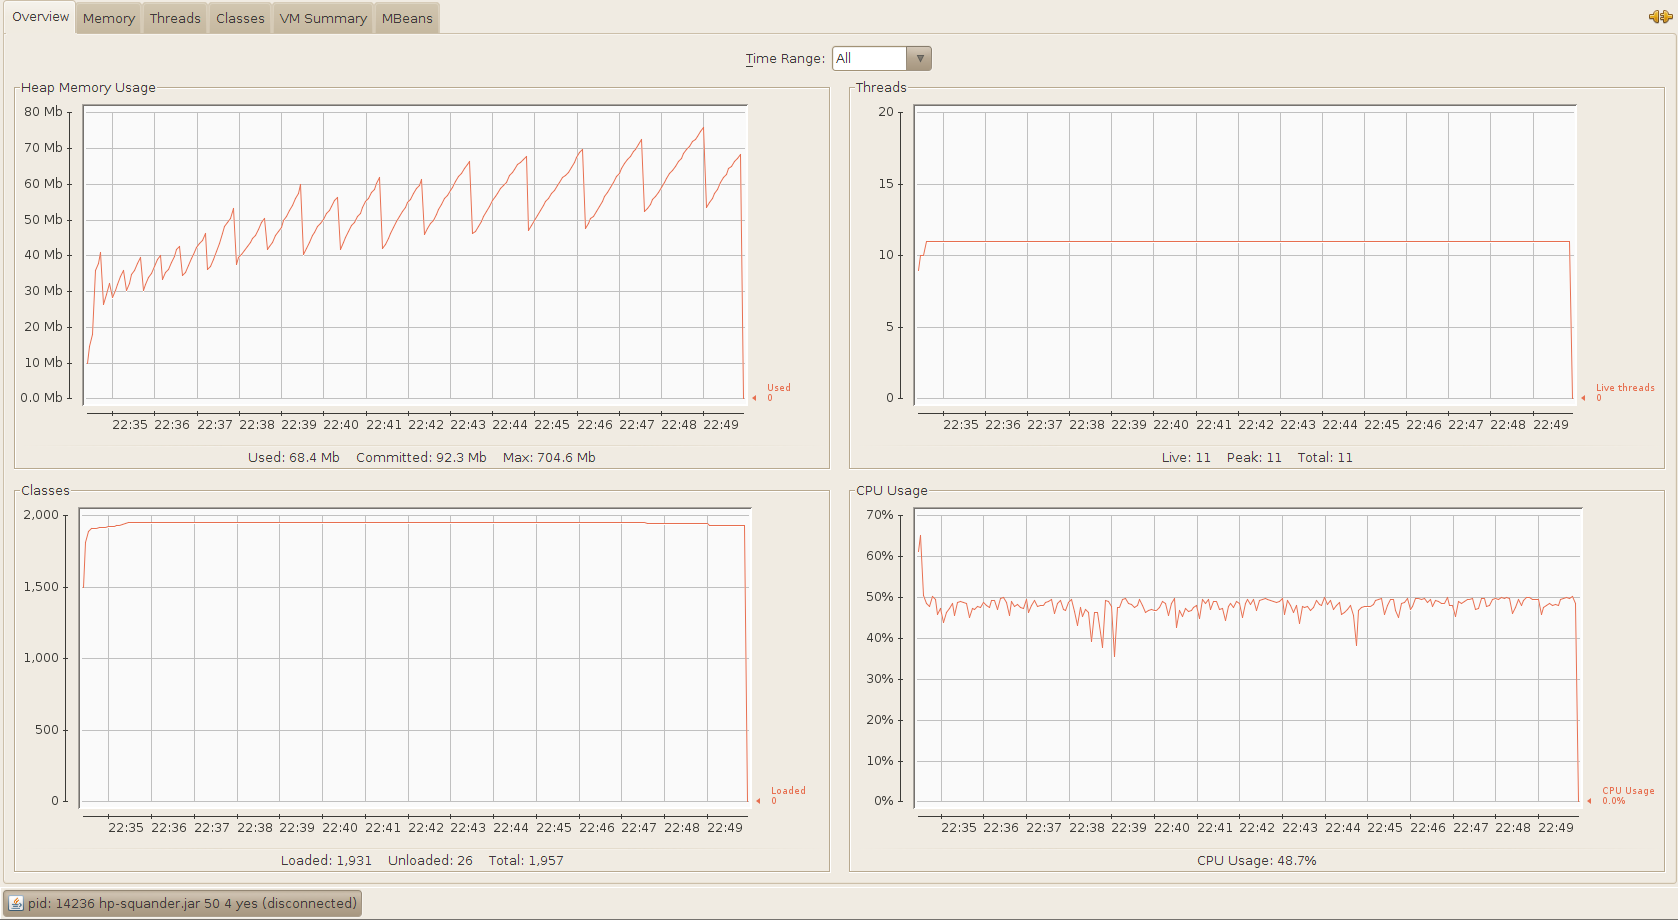 Overview Memory Threads Classes VM Summary MBeans
Time Range: All
Heap Memory Usage
80 Mb
70 Mb
60 Mb
50 Mb
40 Mb
30 Mb
20 Mb
10 Mb
0.0 Mb
Used
0
22:35 22:36 22:37 22:38 22:39 22:40 22:41 22:42 22:43 22:44 22:45 22:46 22:47 22:48 22:49
Used: 68.4 Mb Committed: 92.3 Mb Max: 704.6 Mb
Threads
20
15
10
5
0
Live threads
0
22:35 22:36 22:37 22:38 22:39 22:40 22:41 22:42 22:43 22:44 22:45 22:46 22:47 22:48 22:49
Live: 11 Peak: 11 Total: 11
Classes
2,000
1,500
1,000
500
0
Loaded
0
22:35 22:36 22:37 22:38 22:39 22:40 22:41 22:42 22:43 22:44 22:45 22:46 22:47 22:48 22:49
Loaded: 1,931 Unloaded: 26 Total: 1,957
CPU Usage
70%
60%
50%
40%
30%
20%
10%
0%
CPU Usage
0.0%
22:35 22:36 22:37 22:38 22:39 22:40 22:41 22:42 22:43 22:44 22:45 22:46 22:47 22:48 22:49
CPU Usage: 48.7%
pid: 14236 hp-squander.jar 50 4 yes (disconnected)